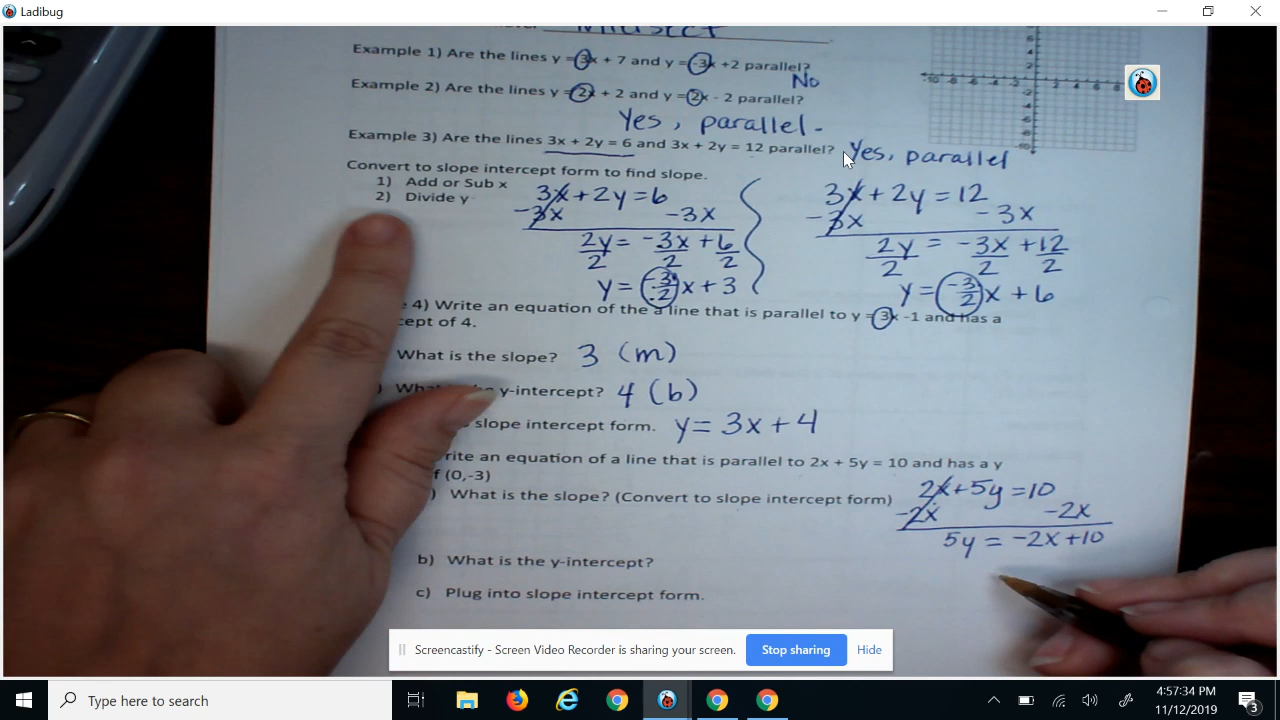 Ladibug
Intersect
Example 1) Are the lines y = 3x + 7 and y = -3x +2 parallel?
No
Example 2) Are the lines y = 2x + 2 and y = 2x - 2 parallel?
Yes, parallel.
Example 3) Are the lines 3x + 2y = 6 and 3x + 2y = 12 parallel? Yes, parallel
Convert to slope intercept form to find slope.
1) Add or Sub x
2) Divide y
3x + 2y = 6
-3x -3x
2y = -3x + 6
2 2 2
y = -3/2 x + 3
3x + 2y = 12
-3x -3x
2y = -3x + 12
2 2 2
y = -3/2 x + 6
4) Write an equation of the a line that is parallel to y = 3x -1 and has a
cept of 4.
What is the slope? 3 (m)
y-intercept? 4 (b)
slope intercept form. y = 3x + 4
rite an equation of a line that is parallel to 2x + 5y = 10 and has a y
f (0,-3)
) What is the slope? (Convert to slope intercept form)
2x + 5y = 10
-2x -2x
5y = -2x + 10
b) What is the y-intercept?
c) Plug into slope intercept form.
Screencastify - Screen Video Recorder is sharing your screen. Stop sharing Hide
Type here to search
4:57:34 PM
11/12/2019
3